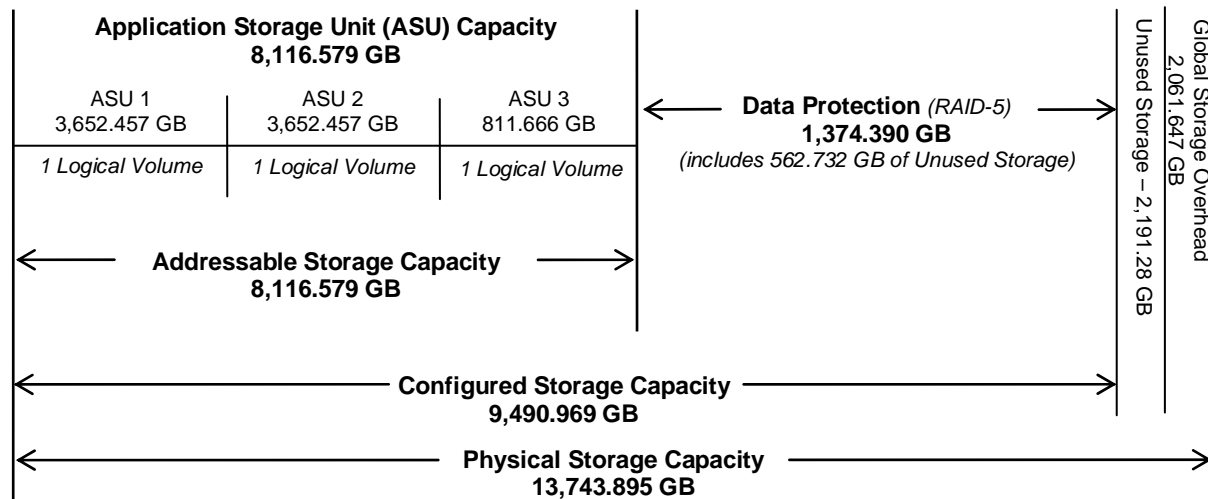 Application Storage Unit (ASU) Capacity
8,116.579 GB
ASU 1
3,652.457 GB
1 Logical Volume
ASU 2
3,652.457 GB
1 Logical Volume
ASU 3
811.666 GB
1 Logical Volume
Data Protection (RAID-5)
1,374.390 GB
(includes 562.732 GB of Unused Storage)
Unused Storage – 2,191.28 GB
Global Storage Overhead
2,061.647 GB
Addressable Storage Capacity
8,116.579 GB
Configured Storage Capacity
9,490.969 GB
Physical Storage Capacity
13,743.895 GB